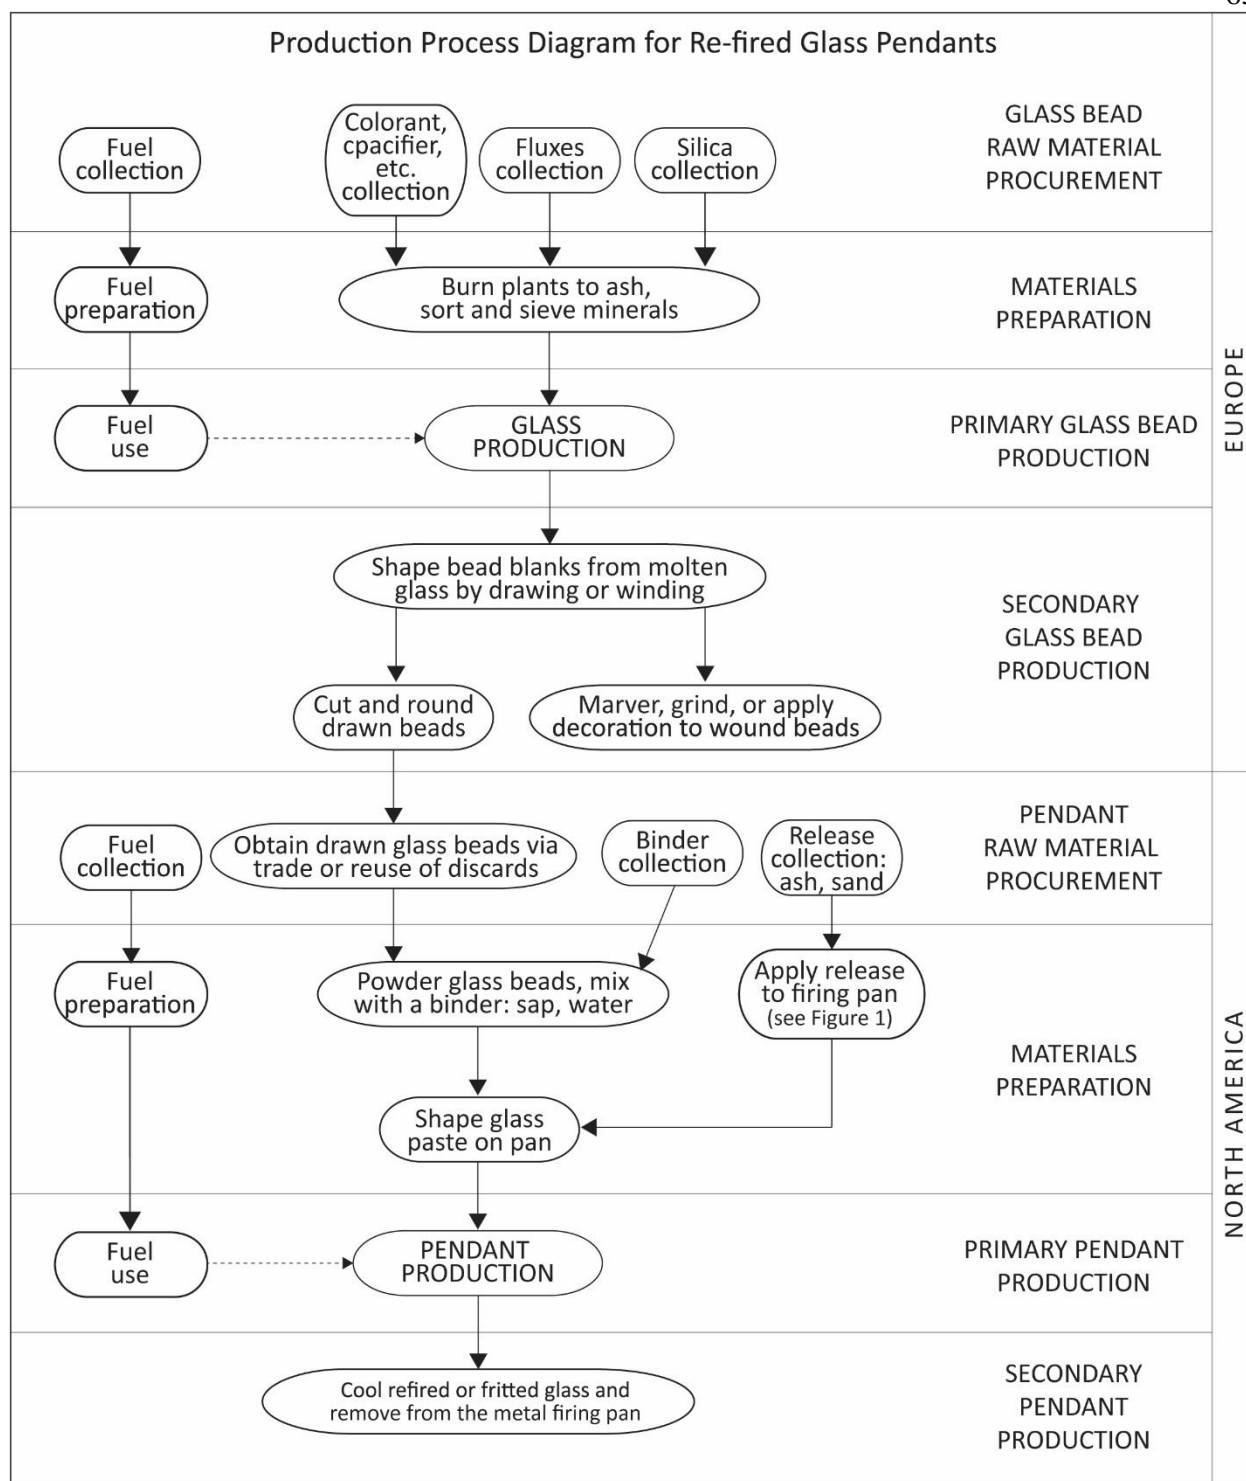 Production Process Diagram for Re-fired Glass Pendants
Fuel
collection
Colorant,
cpacifier,
etc.
collection
Fluxes
collection
Silica
collection
GLASS BEAD
RAW MATERIAL
PROCUREMENT
Fuel
preparation
Burn plants to ash,
sort and sieve minerals
MATERIALS
PREPARATION
Fuel
use
GLASS
PRODUCTION
PRIMARY GLASS BEAD
PRODUCTION
EUROPE
Shape bead blanks from molten
glass by drawing or winding
Cut and round
drawn beads
Marver, grind, or apply
decoration to wound beads
SECONDARY
GLASS BEAD
PRODUCTION
Fuel
collection
Obtain drawn glass beads via
trade or reuse of discards
Binder
collection
Release
collection:
ash, sand
PENDANT
RAW MATERIAL
PROCUREMENT
Fuel
preparation
Powder glass beads, mix
with a binder: sap, water
Apply release
to firing pan
(see Figure 1)
Shape glass
paste on pan
MATERIALS
PREPARATION
NORTH AMERICA
Fuel
use
PENDANT
PRODUCTION
PRIMARY PENDANT
PRODUCTION
Cool refired or fritted glass and
remove from the metal firing pan
SECONDARY
PENDANT
PRODUCTION